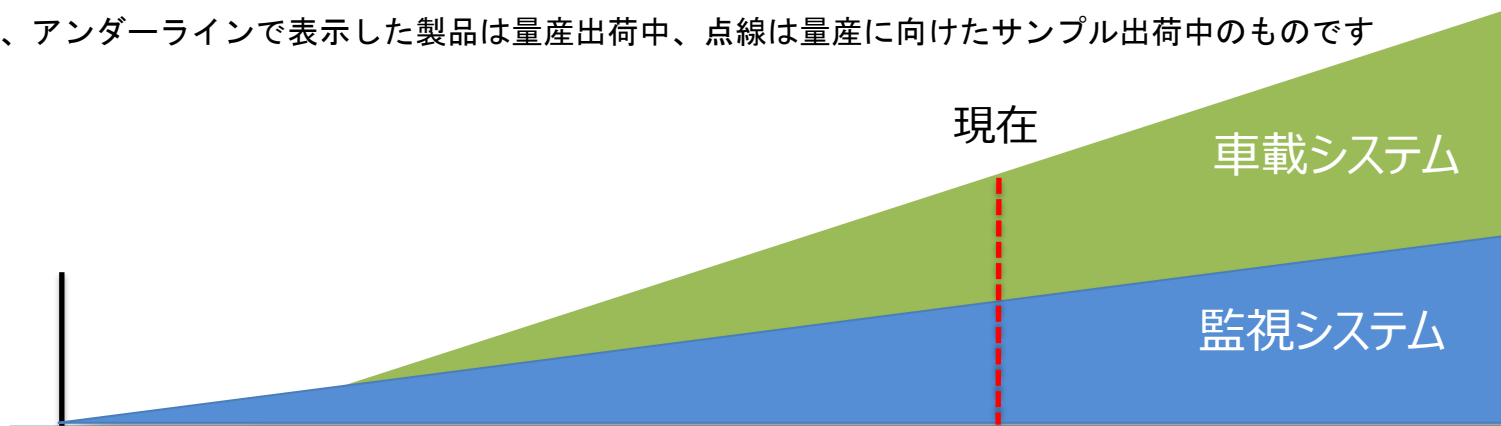 、アンダーラインで表示した製品は量産出荷中、点線は量産に向けたサンプル出荷中のものです
現在
車載システム
監視システム